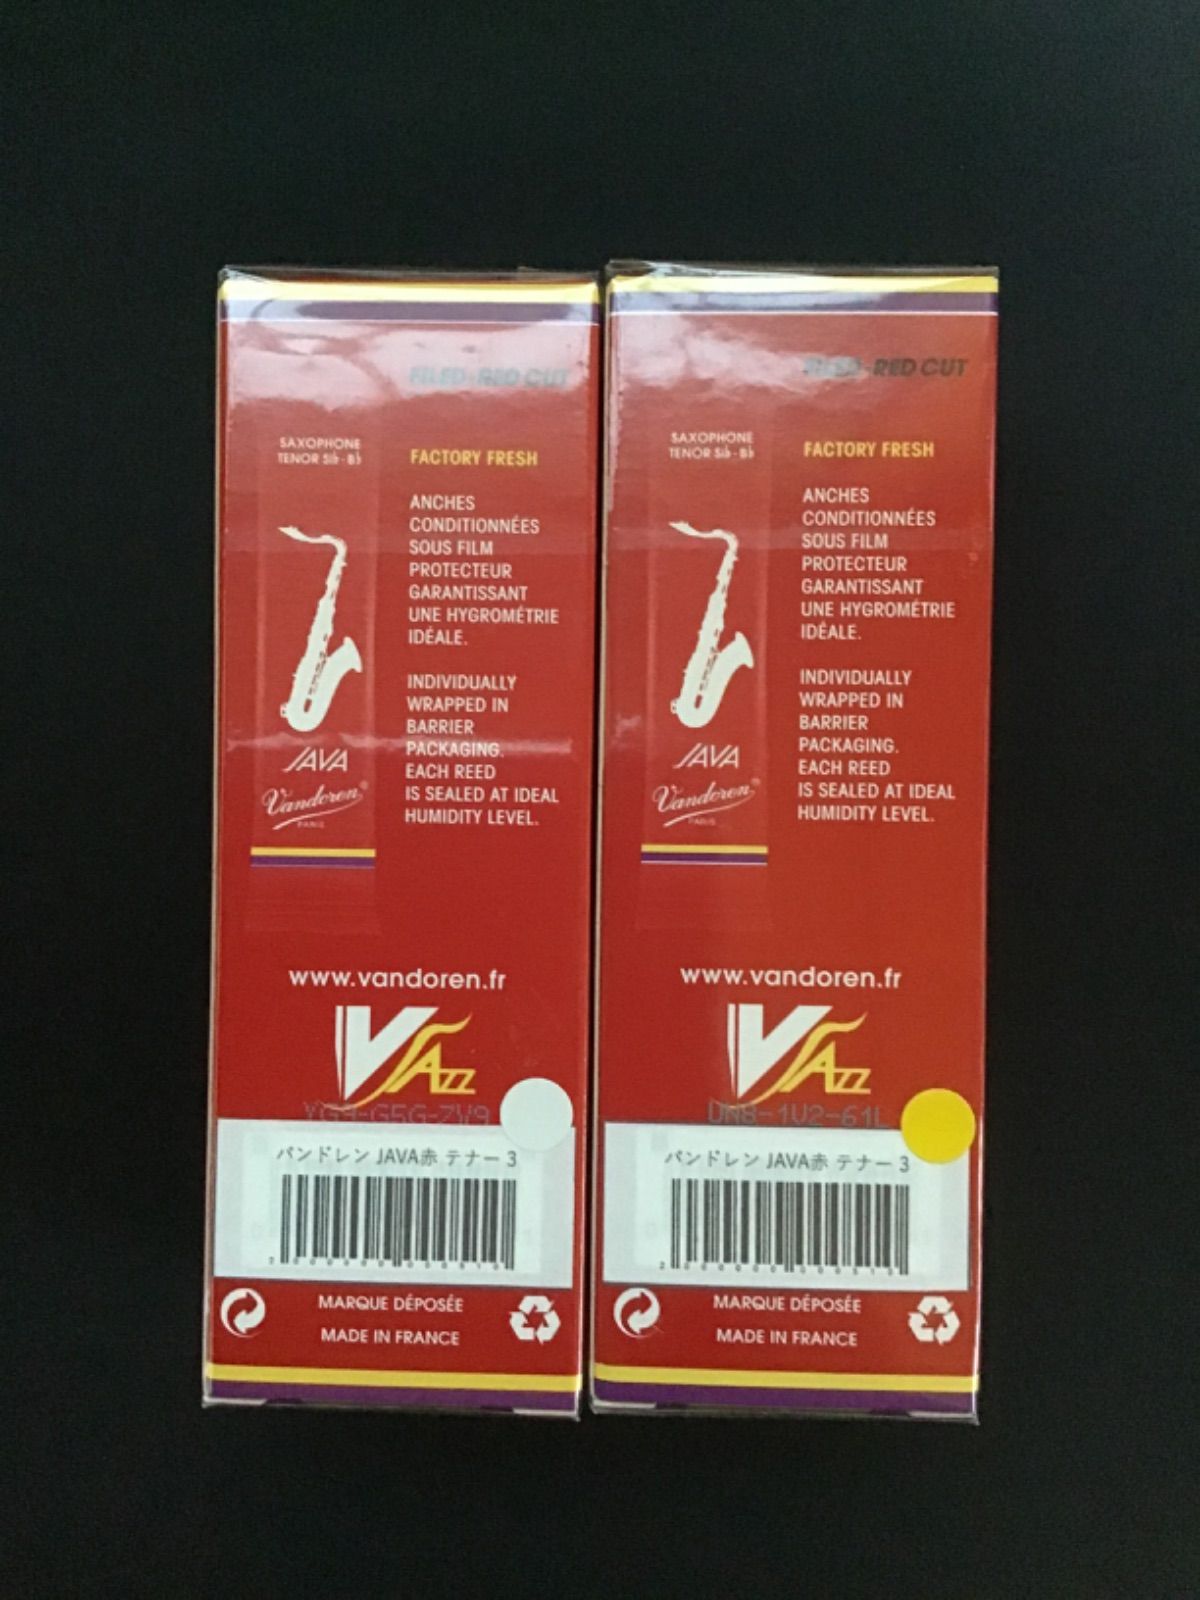 FILED - RED CUT
SAXOPHONE
TENOR Si♭ - B♭
FACTORY FRESH
ANCHES
CONDITIONNÉES
SOUS FILM
PROTECTEUR
GARANTISSANT
UNE HYGROMÉTRIE
IDÉALE.
INDIVIDUALLY
WRAPPED IN
BARRIER
PACKAGING.
EACH REED
IS SEALED AT IDEAL
HUMIDITY LEVEL.
JAVA
Vandoren®
PARIS
www.vandoren.fr
V JAZZ
バンドレン JAVA赤 テナー 3
MARQUE DÉPOSÉE
MADE IN FRANCE
FILED - RED CUT
SAXOPHONE
TENOR Si♭ - B♭
FACTORY FRESH
ANCHES
CONDITIONNÉES
SOUS FILM
PROTECTEUR
GARANTISSANT
UNE HYGROMÉTRIE
IDÉALE.
INDIVIDUALLY
WRAPPED IN
BARRIER
PACKAGING.
EACH REED
IS SEALED AT IDEAL
HUMIDITY LEVEL.
JAVA
Vandoren®
PARIS
www.vandoren.fr
V JAZZ
バンドレン JAVA赤 テナー 3
MARQUE DÉPOSÉE
MADE IN FRANCE